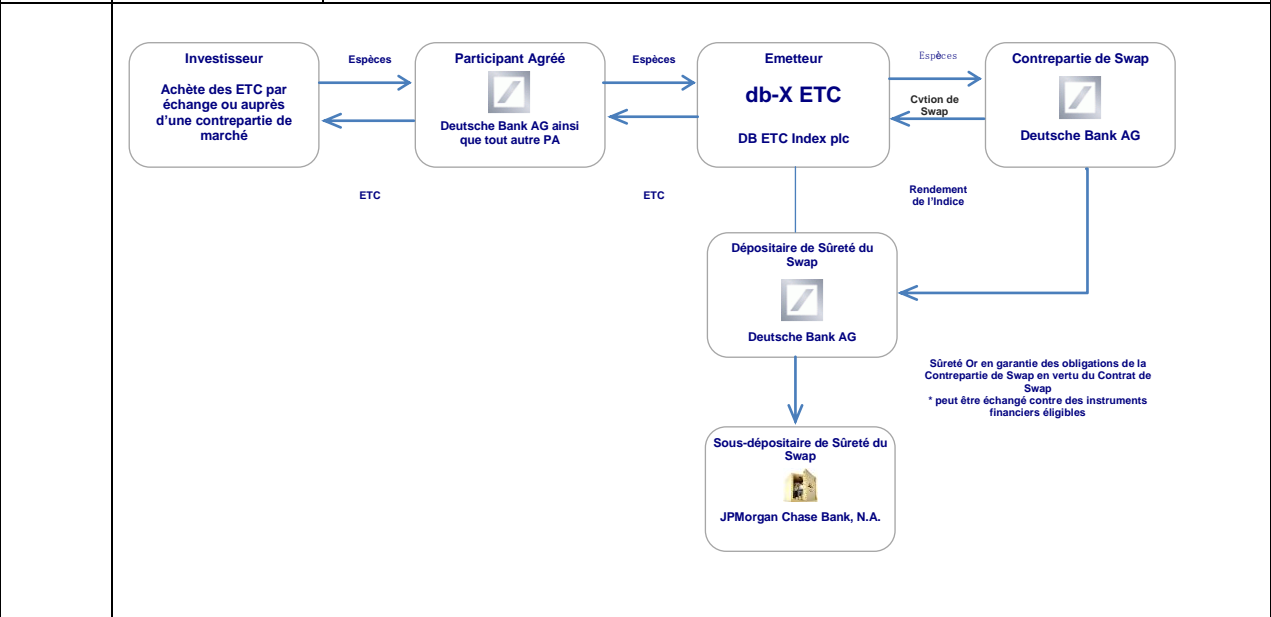 Investisseur
Achète des ETC par
échange ou auprès
d'une contrepartie de
marché
Espèces
Participant Agréé
Deutsche Bank AG ainsi
que tout autre PA
Espèces
Emetteur
db-X ETC
DB ETC Index plc
Espèces
Cvtion de
Swap
Contrepartie de Swap
Deutsche Bank AG
ETC
ETC
Rendement
de l'Indice
Dépositaire de Sûreté du
Swap
Deutsche Bank AG
Sûreté Or en garantie des obligations de la
Contrepartie de Swap en vertu du Contrat de
Swap
* peut être échangé contre des instruments
financiers éligibles
Sous-dépositaire de Sûreté du
Swap
JPMorgan Chase Bank, N.A.